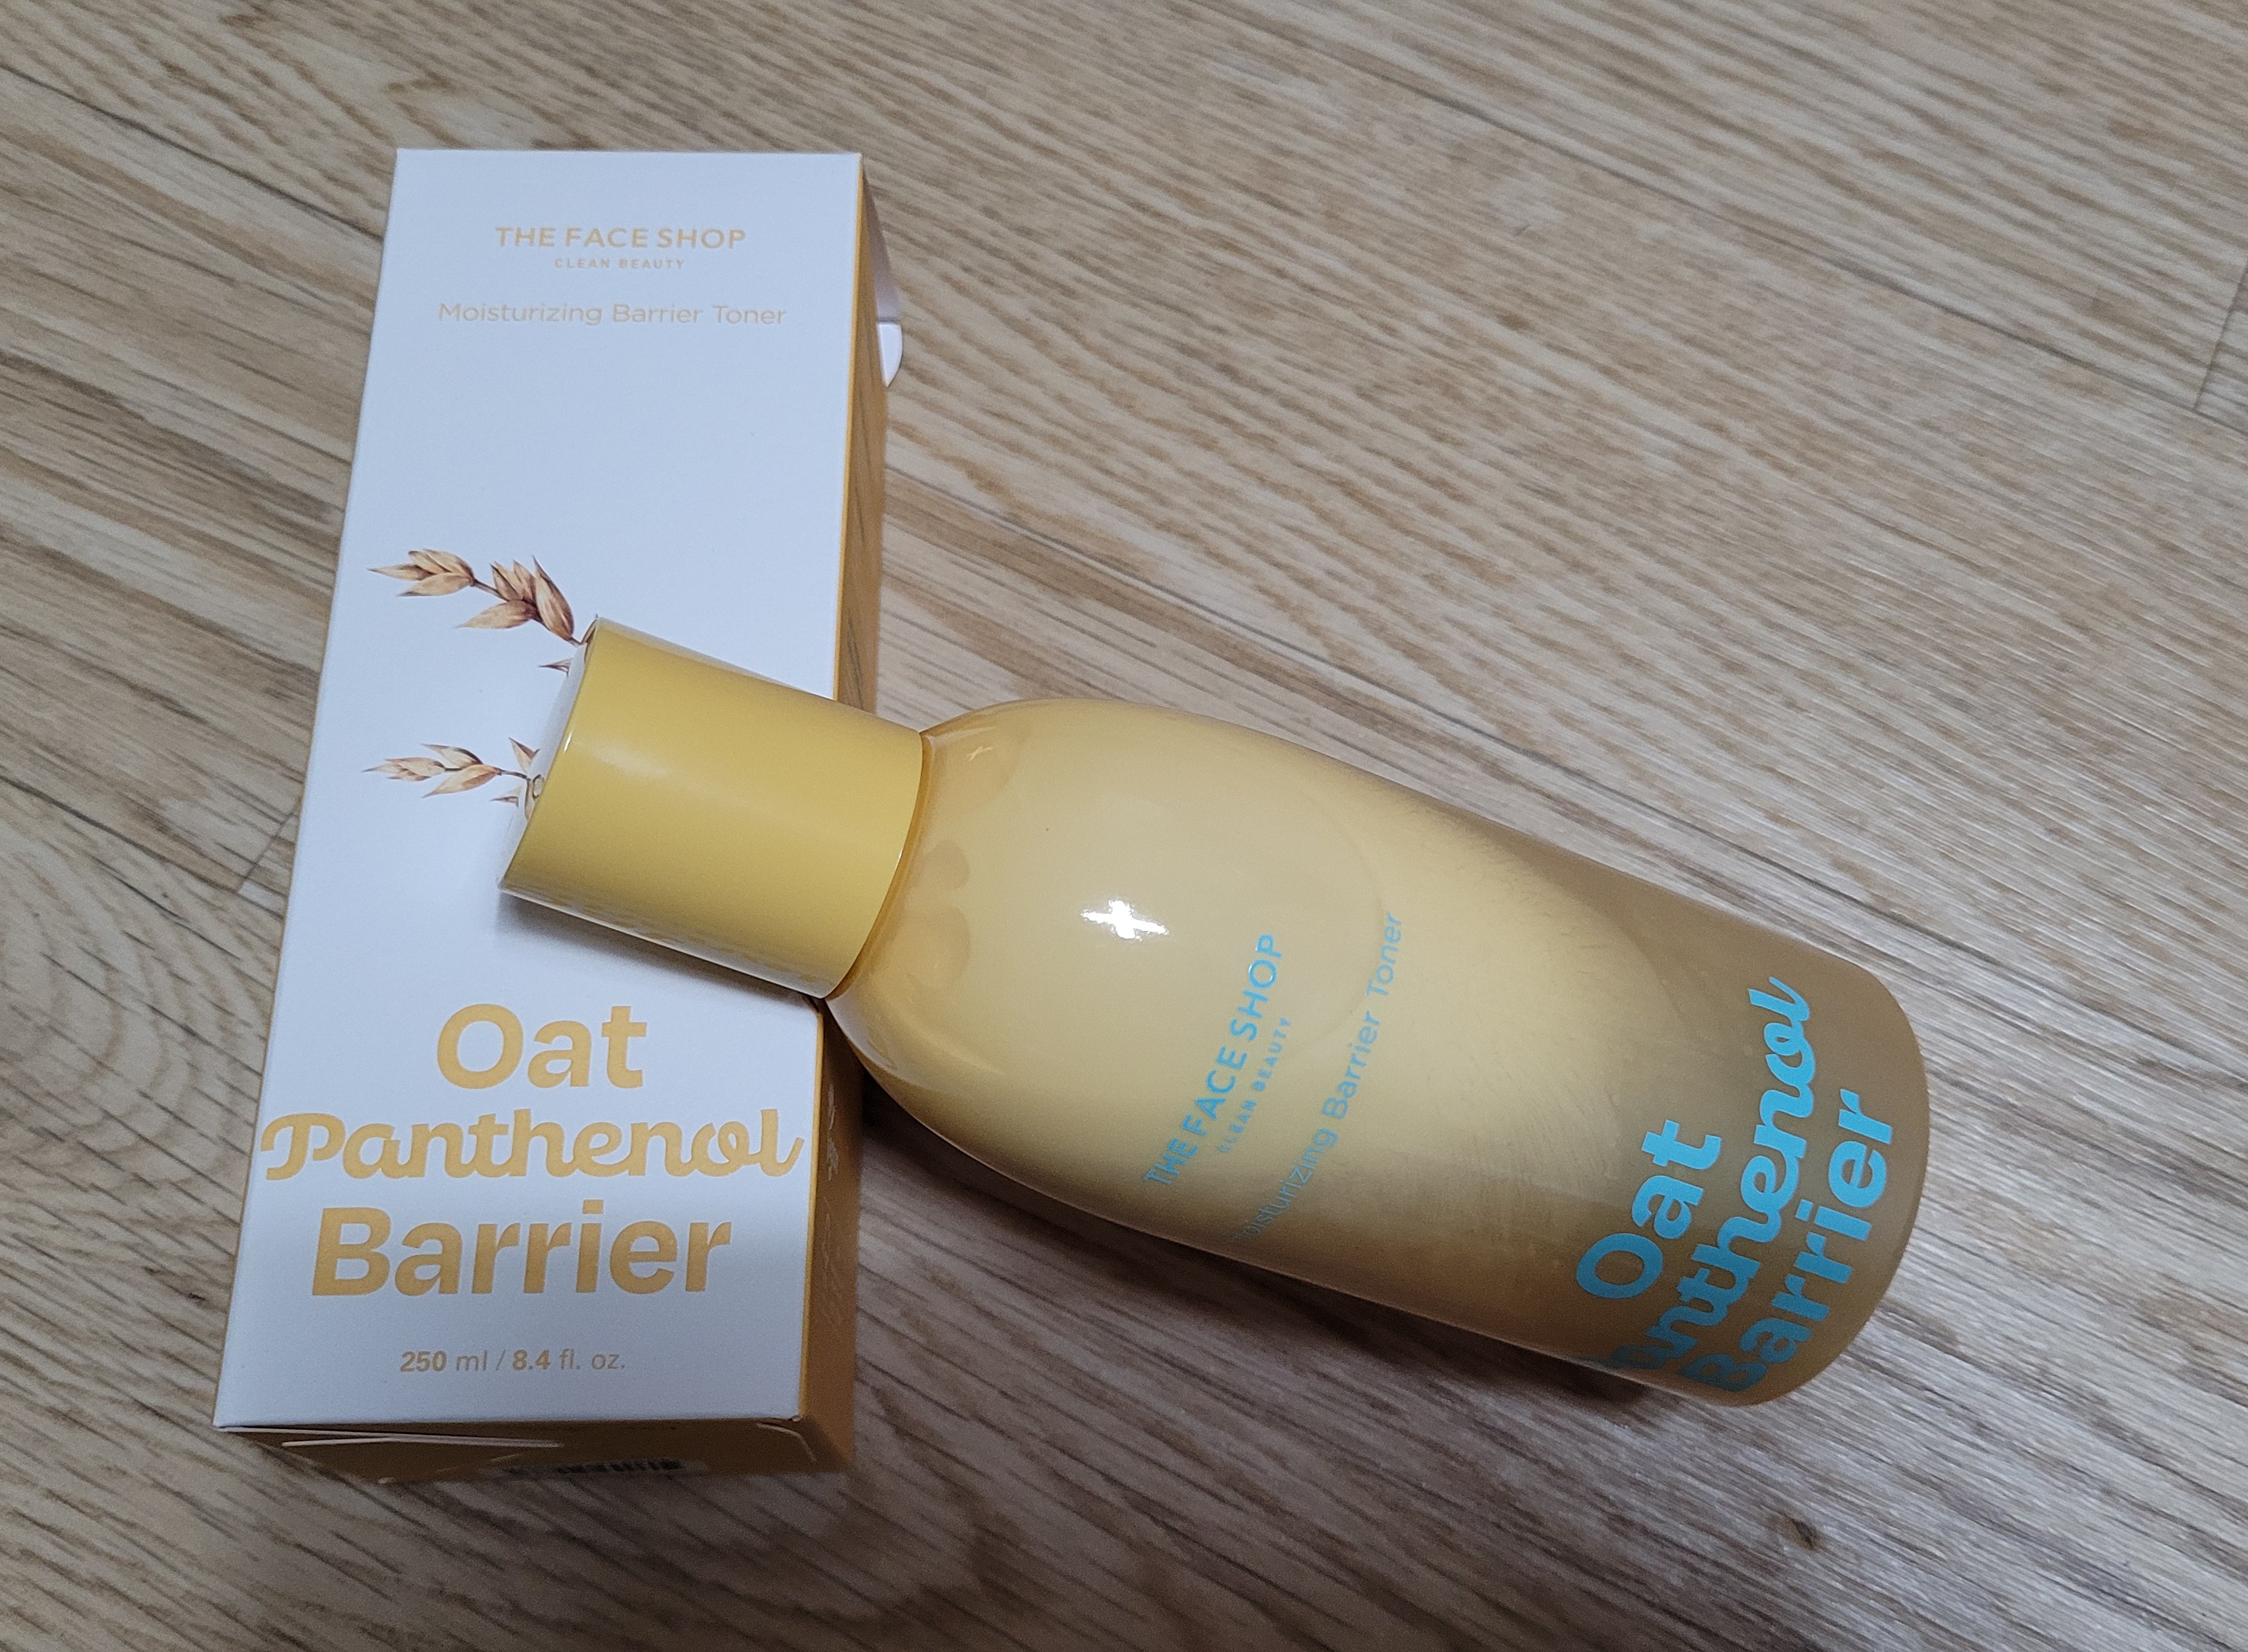 THE FACE SHOP
CLEAN BEAUTY
Moisturizing Barrier Toner
Oat
Panthenol
Barrier
250 ml / 8.4 fl. oz.
THE FACE SHOP
CLEAN BEAUTY
Moisturizing Barrier Toner
Oat
Panthenol
Barrier